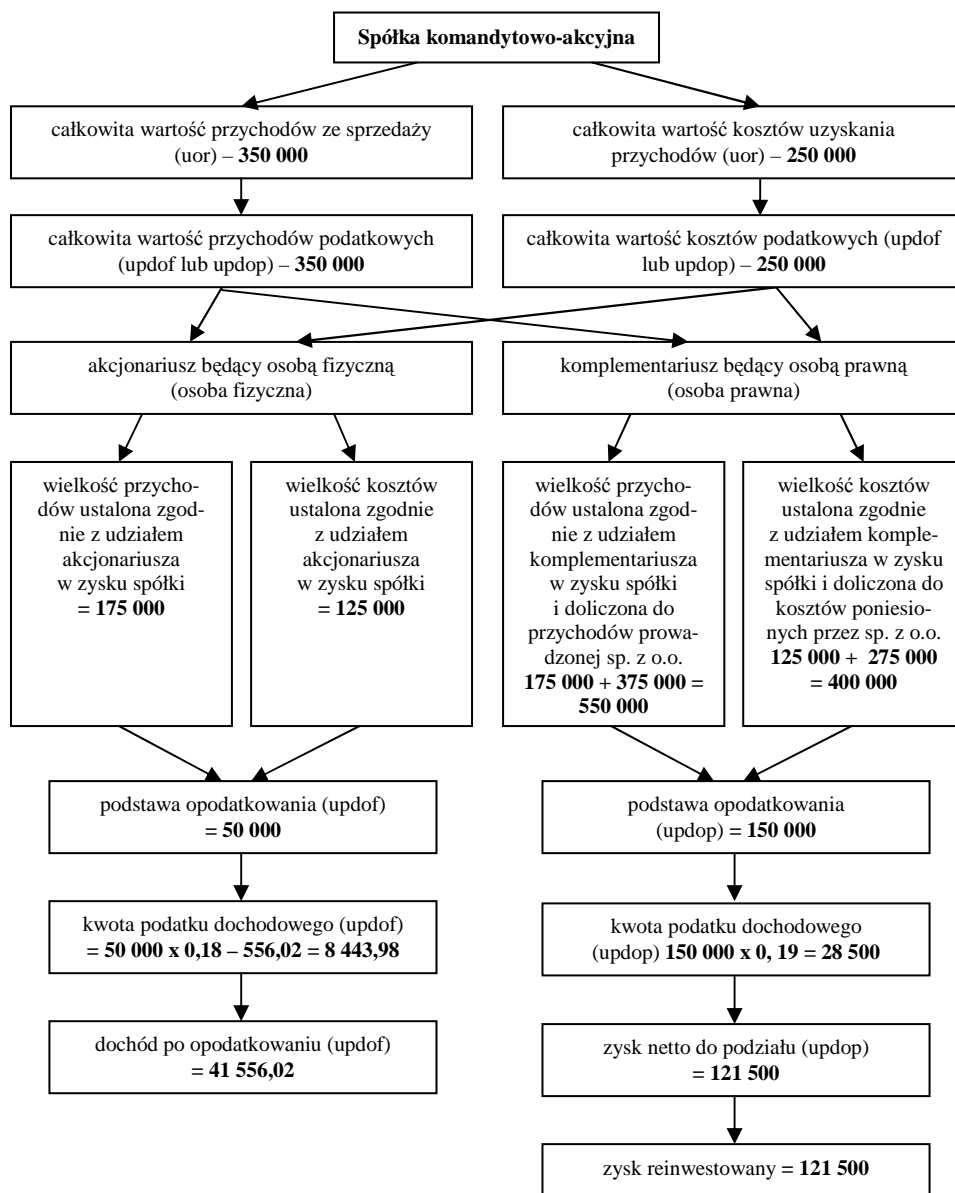 Spółka komandytowo-akcyjna
całkowita wartość przychodów ze sprzedaży
(uor) – 350 000
całkowita wartość kosztów uzyskania
przychodów (uor) – 250 000
całkowita wartość przychodów podatkowych
(updof lub updop) – 350 000
całkowita wartość kosztów podatkowych (updof
lub updop) – 250 000
akcjonariusz będący osobą fizyczną
(osoba fizyczna)
komplementariusz będący osobą prawną
(osoba prawna)
wielkość przycho-
dów ustalona zgod-
nie z udziałem
akcjonariusza
w zysku spółki
= 175 000
wielkość kosztów
ustalona zgodnie
z udziałem
akcjonariusza
w zysku spółki
= 125 000
wielkość przycho-
dów ustalona zgod-
nie z udziałem
komplementariusza
w zysku spółki
i doliczona do
przychodów prowa-
dzonej sp. z o.o.
175 000 + 375 000 =
550 000
wielkość kosztów
ustalona zgodnie
z udziałem komple-
mentariusza w zysku
spółki i doliczona do
kosztów poniesio-
nych przez sp. z o.o.
125 000 + 275 000
= 400 000
podstawa opodatkowania (updof)
= 50 000
podstawa opodatkowania
(updop) = 150 000
kwota podatku dochodowego (updof)
= 50 000 x 0,18 – 556,02 = 8 443,98
kwota podatku dochodowego
(updop) 150 000 x 0, 19 = 28 500
dochód po opodatkowaniu (updof)
= 41 556,02
zysk netto do podziału (updop)
= 121 500
zysk reinwestowany = 121 500